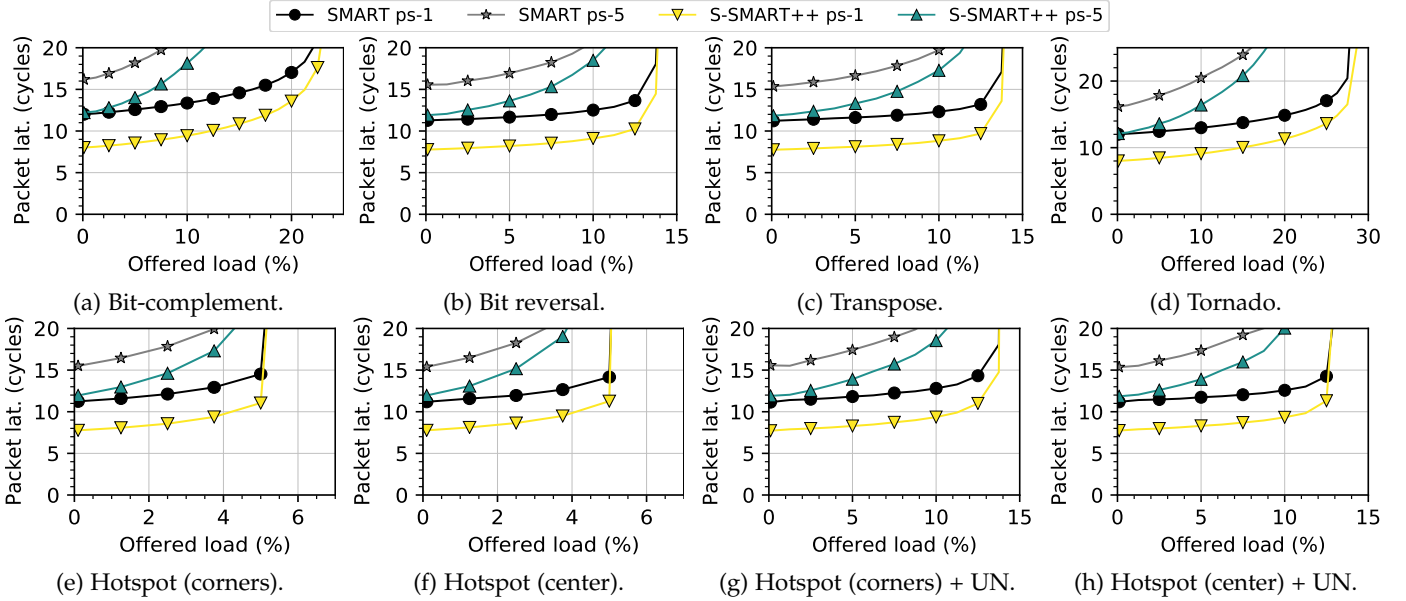 SMART ps-1 SMART ps-5 S-SMART++ ps-1 S-SMART++ ps-5
Packet lat. (cycles)
20
15
10
5
0
0 10 20
Offered load (%)
(a) Bit-complement.
Packet lat. (cycles)
20
15
10
5
0
0 5 10 15
Offered load (%)
(b) Bit reversal.
Packet lat. (cycles)
20
15
10
5
0
0 5 10 15
Offered load (%)
(c) Transpose.
Packet lat. (cycles)
20
10
0
0 10 20 30
Offered load (%)
(d) Tornado.
Packet lat. (cycles)
20
15
10
5
0
0 2 4 6
Offered load (%)
(e) Hotspot (corners).
Packet lat. (cycles)
20
15
10
5
0
0 2 4 6
Offered load (%)
(f) Hotspot (center).
Packet lat. (cycles)
20
15
10
5
0
0 5 10 15
Offered load (%)
(g) Hotspot (corners) + UN.
Packet lat. (cycles)
20
15
10
5
0
0 5 10 15
Offered load (%)
(h) Hotspot (center) + UN.